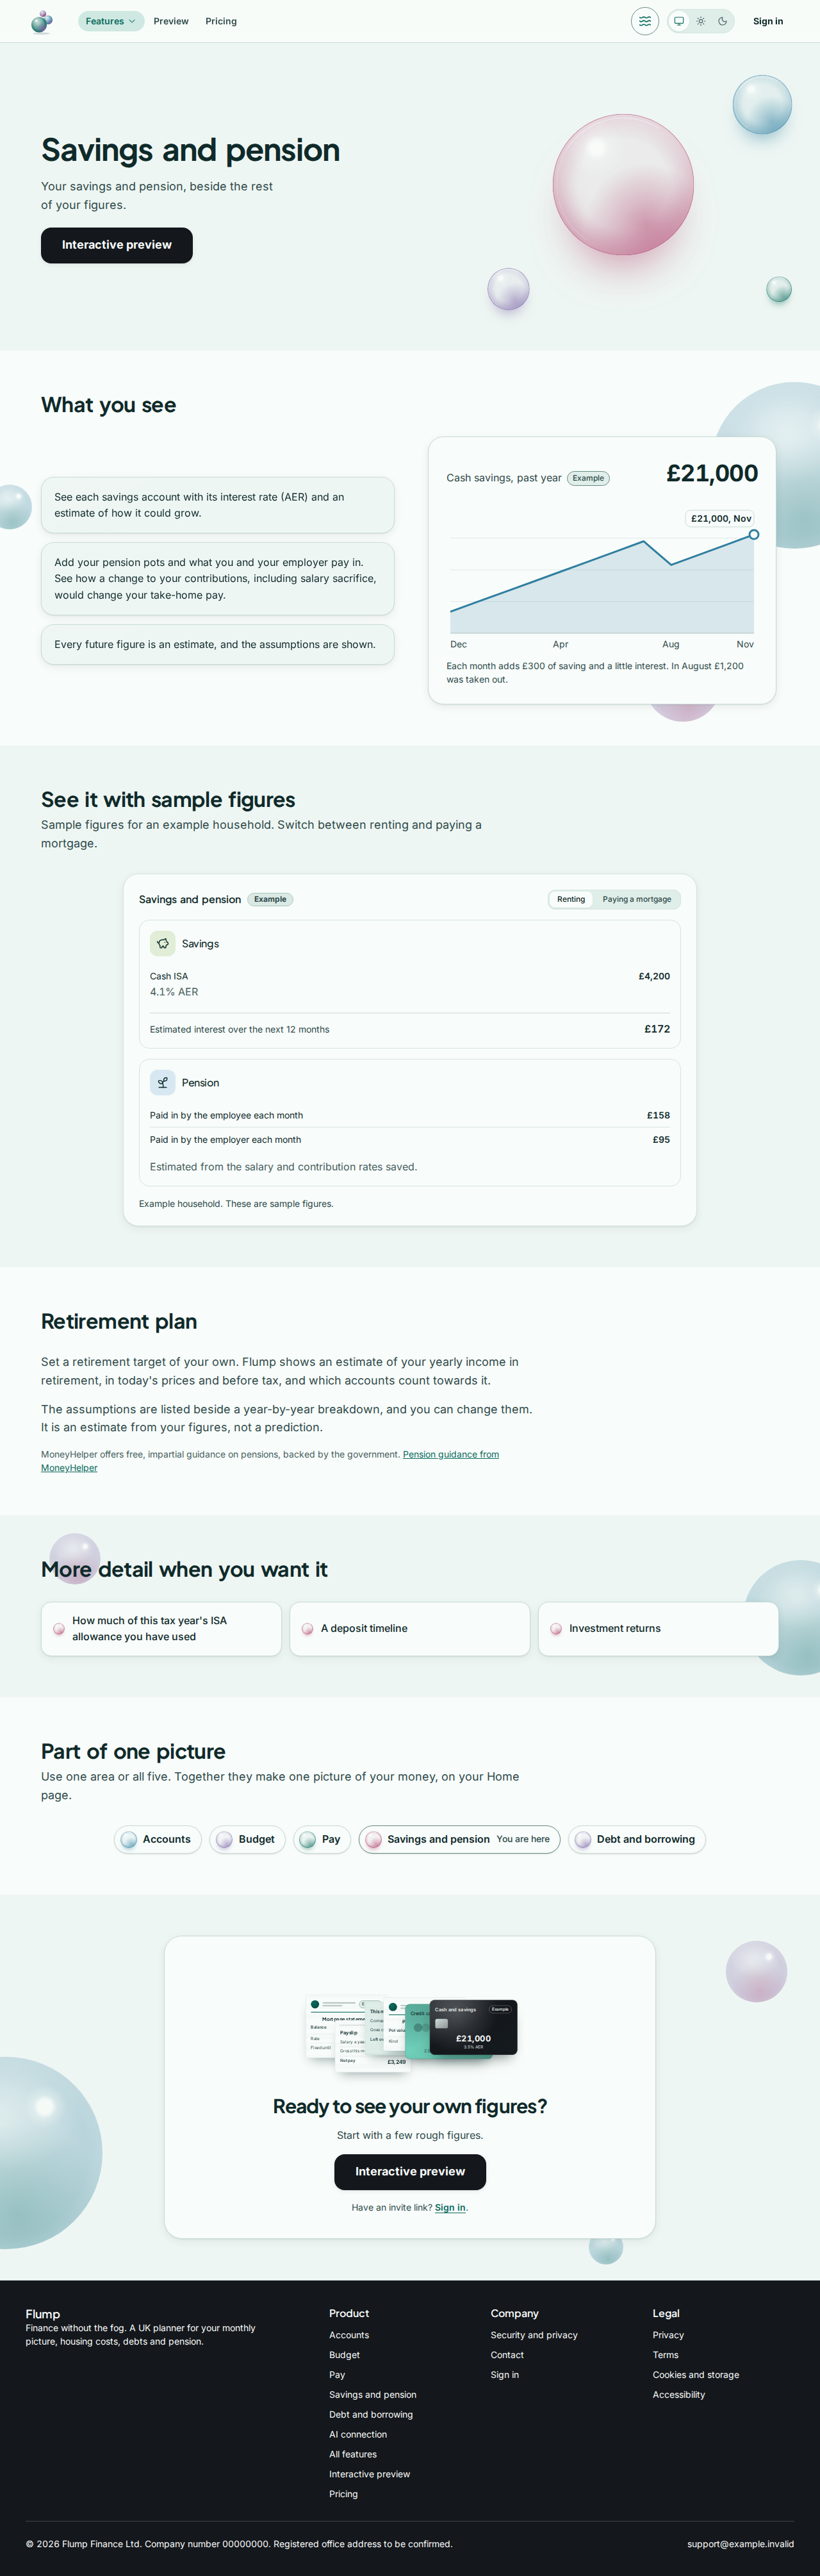 Features
Preview
Pricing
Sign in
Savings and pension
Your savings and pension, beside the rest
of your figures.
Interactive preview
What you see
See each savings account with its interest rate (AER) and an
estimate of how it could grow.
Add your pension pots and what you and your employer pay in.
See how a change to your contributions, including salary sacrifice,
would change your take-home pay.
Every future figure is an estimate, and the assumptions are shown.
Cash savings, past year Example £21,000
£21,000, Nov
Dec Apr Aug Nov
Each month adds £300 of saving and a little interest. In August £1,200
was taken out.
See it with sample figures
Sample figures for an example household. Switch between renting and paying a
mortgage.
Savings and pension Example
Renting Paying a mortgage
Savings
Cash ISA £4,200
4.1% AER
Estimated interest over the next 12 months £172
Pension
Paid in by the employee each month £158
Paid in by the employer each month £95
Estimated from the salary and contribution rates saved.
Example household. These are sample figures.
Retirement plan
Set a retirement target of your own. Flump shows an estimate of your yearly income in
retirement, in today's prices and before tax, and which accounts count towards it.
The assumptions are listed beside a year-by-year breakdown, and you can change them.
It is an estimate from your figures, not a prediction.
MoneyHelper offers free, impartial guidance on pensions, backed by the government. Pension guidance from
MoneyHelper
More detail when you want it
How much of this tax year's ISA
allowance you have used
A deposit timeline
Investment returns
Part of one picture
Use one area or all five. Together they make one picture of your money, on your Home
page.
Accounts
Budget
Pay
Savings and pension You are here
Debt and borrowing
Balance
Rate
Payslip
Netpay £3,249
Cash and savings Example
£21,000
3.5% AER
Ready to see your own figures?
Start with a few rough figures.
Interactive preview
Have an invite link? Sign in.
Flump
Finance without the fog. A UK planner for your monthly
picture, housing costs, debts and pension.
Product
Accounts
Budget
Pay
Savings and pension
Debt and borrowing
AI connection
All features
Interactive preview
Pricing
Company
Security and privacy
Contact
Sign in
Legal
Privacy
Terms
Cookies and storage
Accessibility
© 2026 Flump Finance Ltd. Company number 00000000. Registered office address to be confirmed.
support@example.invalid